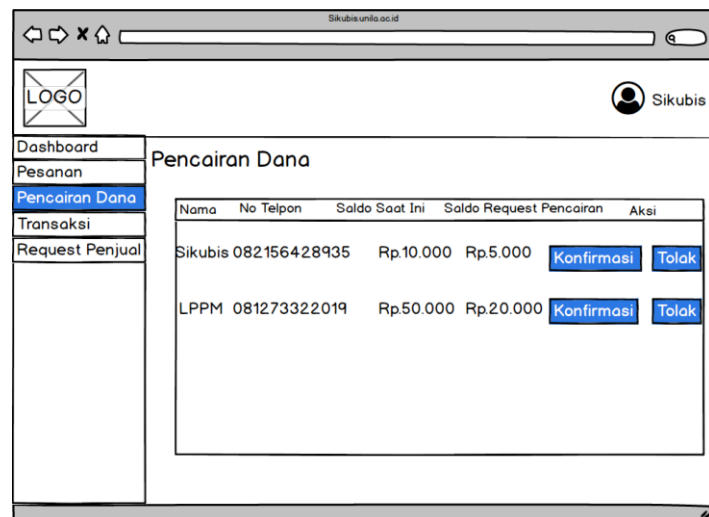 Sikubis.unila.ac.id
LOGO
Sikubis
Dashboard
Pesanan
Pencairan Dana
Transaksi
Request Penjual
Pencairan Dana
Nama No Telpon Saldo Saat Ini Saldo Request Pencairan Aksi
Sikubis 082156428935 Rp.10.000 Rp.5.000 Konfirmasi Tolak
LPPM 081273322019 Rp.50.000 Rp.20.000 Konfirmasi Tolak